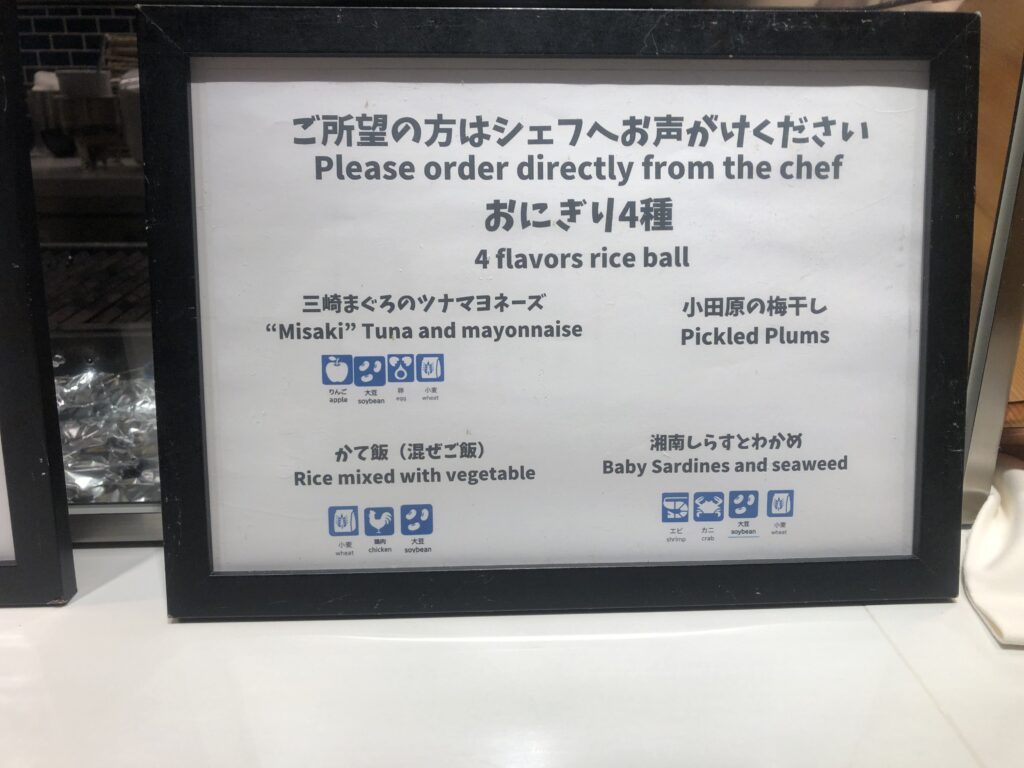 ご所望の方はシェフへお声がけください
Please order directly from the chef
おにぎり4種
4 flavors rice ball
三崎まぐろのツナマヨネーズ
“Misaki” Tuna and mayonnaise
りんご 大豆 卵 小麦
apple soybean egg wheat
小田原の梅干し
Pickled Plums
かて飯（混ぜご飯）
Rice mixed with vegetable
小麦 鶏肉 大豆
wheat chicken soybean
湘南しらすとわかめ
Baby Sardines and seaweed
エビ カニ 大豆 小麦
shrimp crab soybean wheat